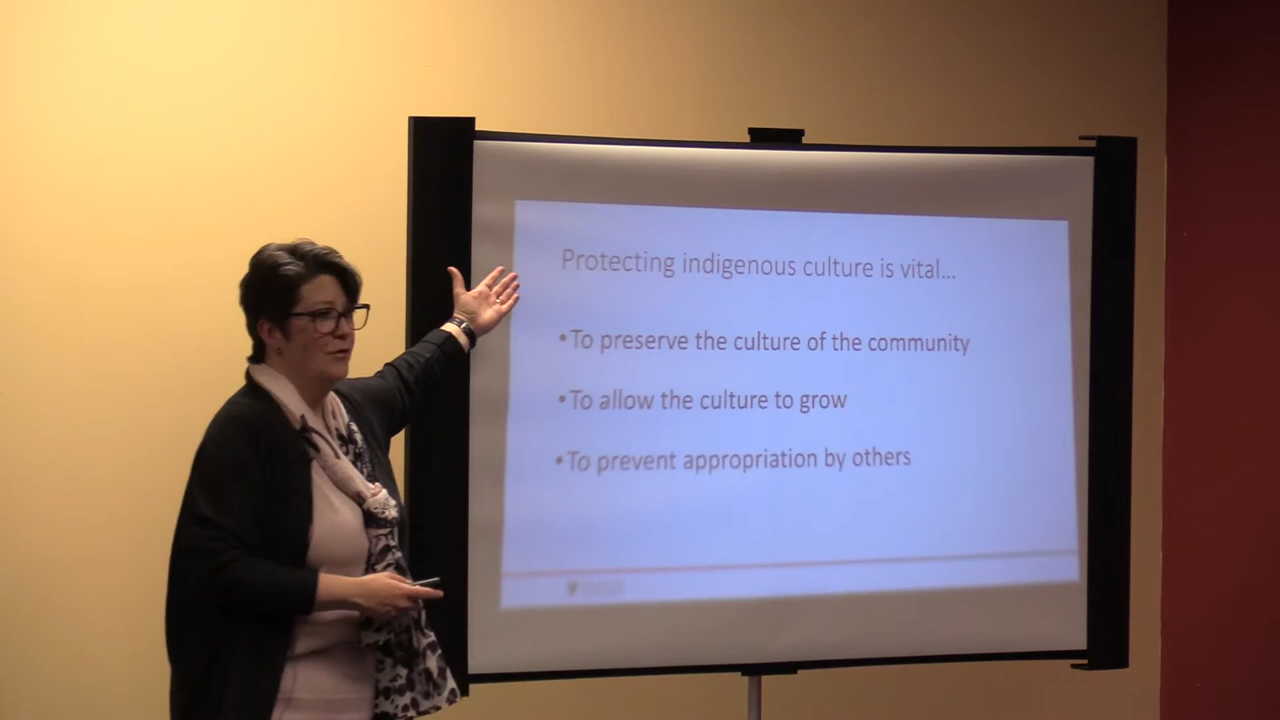 Protecting indigenous culture is vital...
•To preserve the culture of the community
•To allow the culture to grow
•To prevent appropriation by others